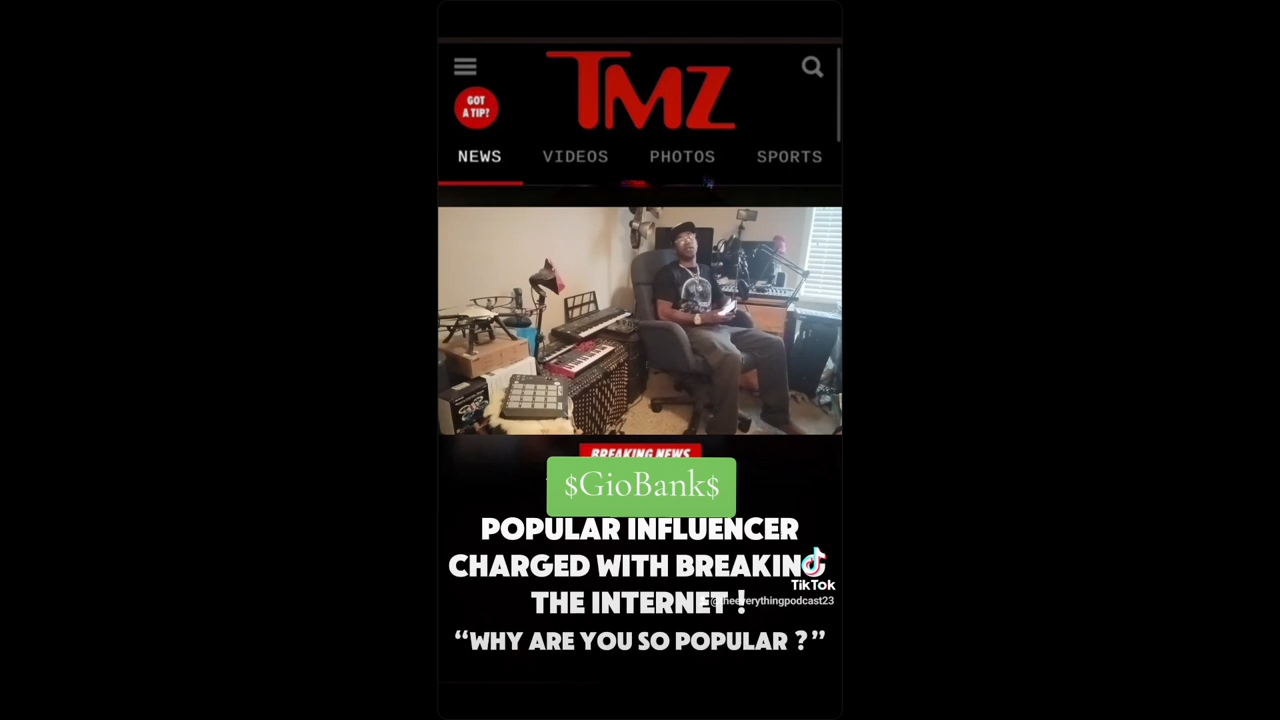 TMZ
GOT
A TIP?
NEWS VIDEOS PHOTOS SPORTS
BREAKING NEWS
$GioBank$
POPULAR INFLUENCER
CHARGED WITH BREAKING
THE INTERNET !
“WHY ARE YOU SO POPULAR ?”
TikTok
@theeverythingpodcast23